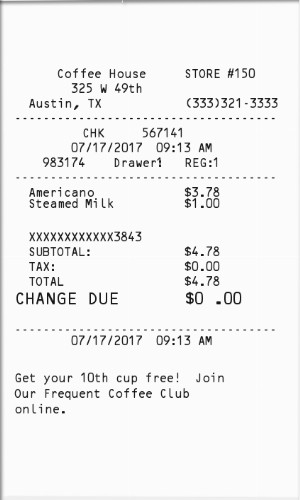 Coffee House STORE #150
325 W 49th
Austin, TX (333)321-3333
-----------------------------------
CHK 567141
07/17/2017 09:13 AM
983174 Drawer1 REG:1
-----------------------------------
Americano $3.78
Steamed Milk $1.00
XXXXXXXXXXXX3843
SUBTOTAL: $4.78
TAX: $0.00
TOTAL $4.78
CHANGE DUE $0 .00
-----------------------------------
07/17/2017 09:13 AM
Get your 10th cup free! Join
Our Frequent Coffee Club
online.